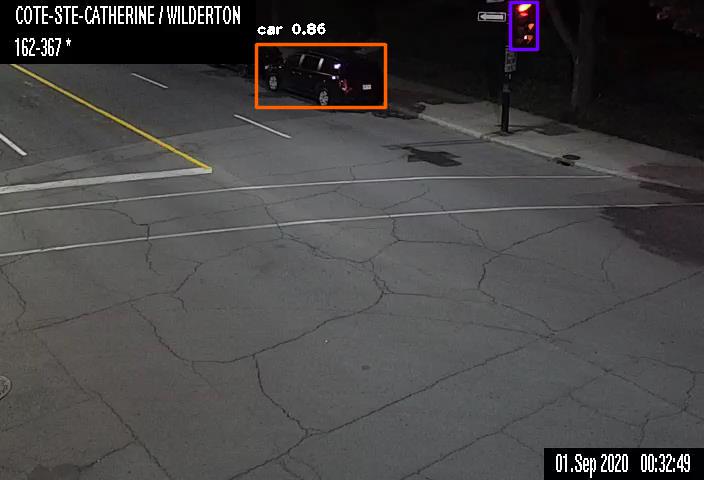 COTE-STE-CATHERINE / WILDERTON
162-367 *
car 0.86
01.Sep 2020 00:32:49